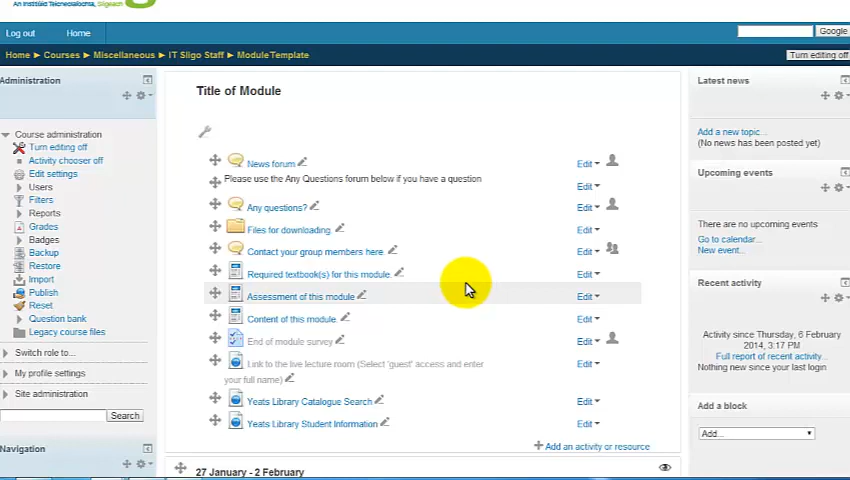 An Institiúid Teicneolaíochta, Sligeach
Log out
Home
Google
Home ► Courses ► Miscellaneous ► IT Sligo Staff ► Module Template
Turn editing off
Administration
Course administration
Turn editing off
Activity chooser off
Edit settings
Users
Filters
Reports
Grades
Badges
Backup
Restore
Import
Publish
Reset
Question bank
Legacy course files
Switch role to...
My profile settings
Site administration
Search
Navigation
Title of Module
News forum
Edit
Please use the Any Questions forum below if you have a question
Edit
Any questions?
Edit
Files for downloading
Edit
Contact your group members here
Edit
Required textbook(s) for this module
Edit
Assessment of this module
Edit
Content of this module
Edit
End of module survey
Edit
Link to the live lecture room (Select 'guest' access and enter
your full name)
Edit
Yeats Library Catalogue Search
Edit
Yeats Library Student Information
Edit
Add an activity or resource
27 January - 2 February
Latest news
Add a new topic...
(No news has been posted yet)
Upcoming events
There are no upcoming events
Go to calendar...
New event...
Recent activity
Activity since Thursday, 6 February
2014, 3:17 PM
Full report of recent activity...
Nothing new since your last login
Add a block
Add...